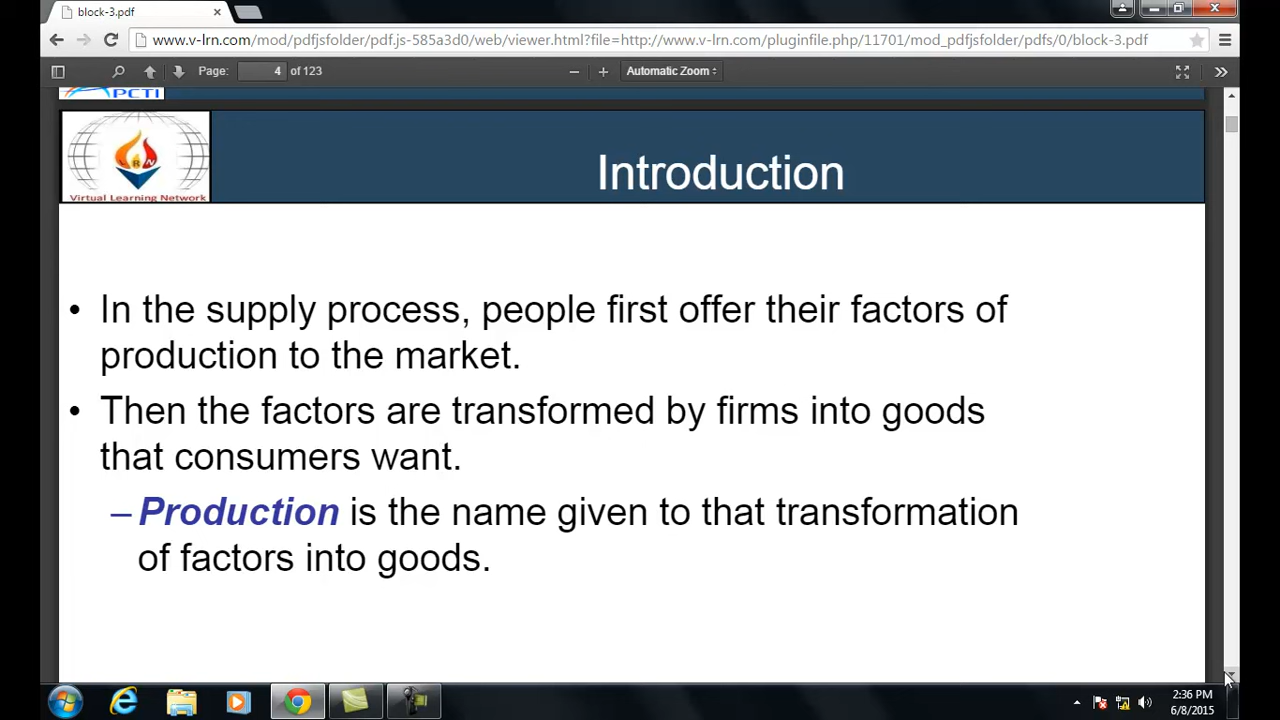 block-3.pdf
www.v-lrn.com/mod/pdfjsfolder/pdf.js-585a3d0/web/viewer.html?file=http://www.v-lrn.com/pluginfile.php/11701/mod_pdfjsfolder/pdfs/0/block-3.pdf
Page: 4 of 123 Automatic Zoom
PCTI
VRN
Virtual Learning Network
Introduction
• In the supply process, people first offer their factors of
production to the market.
• Then the factors are transformed by firms into goods
that consumers want.
– Production is the name given to that transformation
of factors into goods.
2:36 PM
6/8/2015